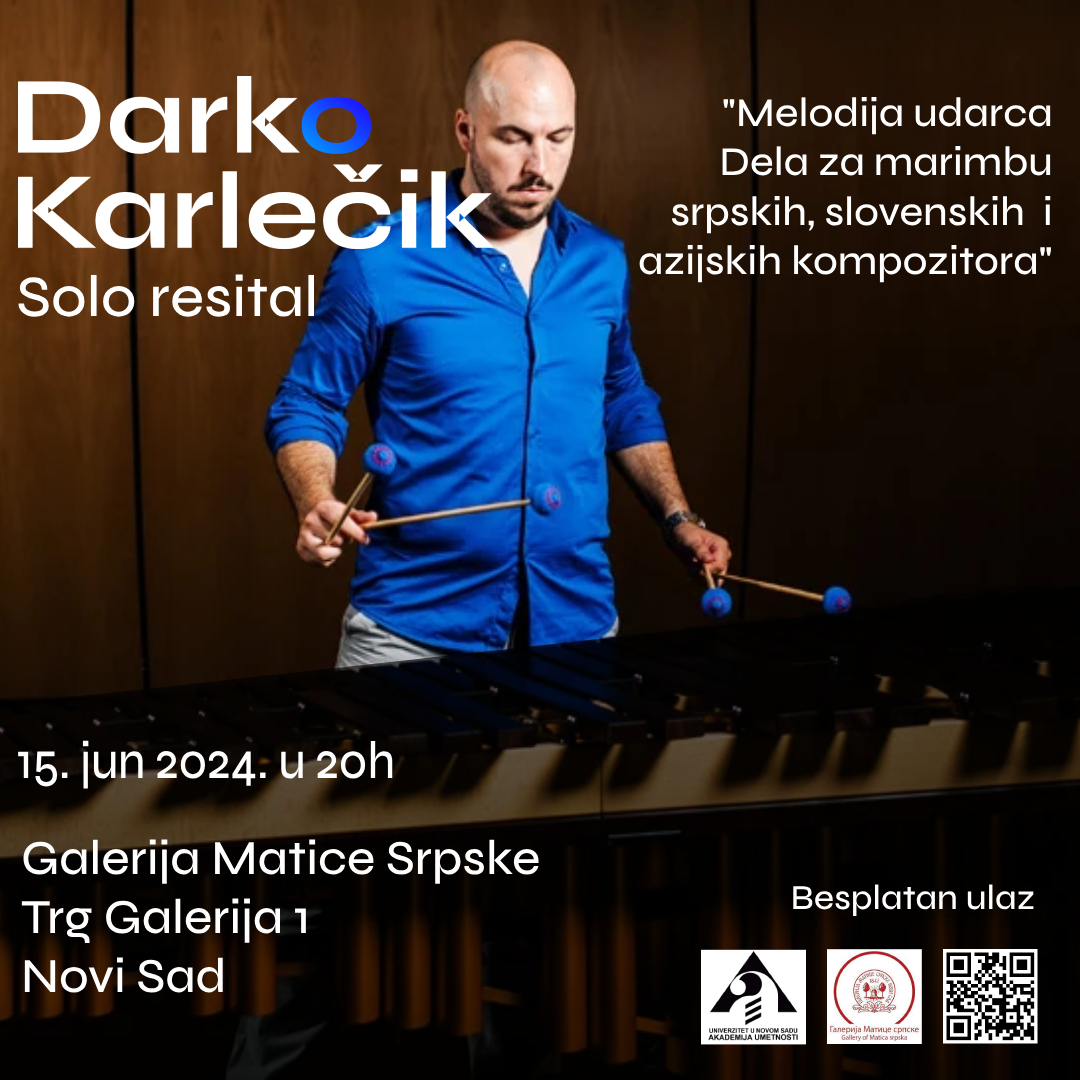 Darko
Karlečik
Solo resital
"Melodija udarca
Dela za marimbu
srpskih, slovenskih i
azijskih kompozitora"
15. jun 2024. u 20h
Galerija Matice Srpske
Trg Galerija 1
Novi Sad
Besplatan ulaz
UNIVERZITET U NOVOM SADU
AKADEMIJA UMETNOSTI
1847
Галерија Матице српске
Gallery of Matica srpska